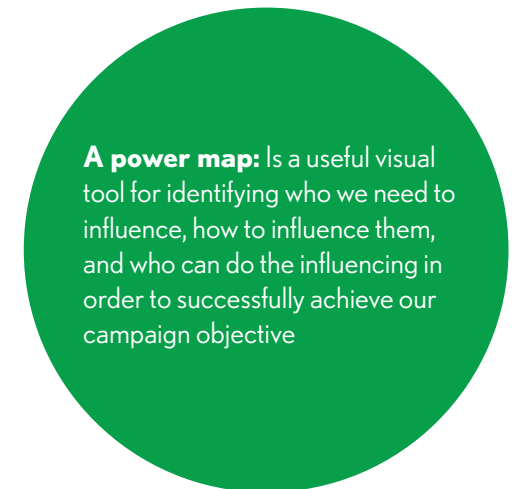 A power map: Is a useful visual
tool for identifying who we need to
influence, how to influence them,
and who can do the influencing in
order to successfully achieve our
campaign objective